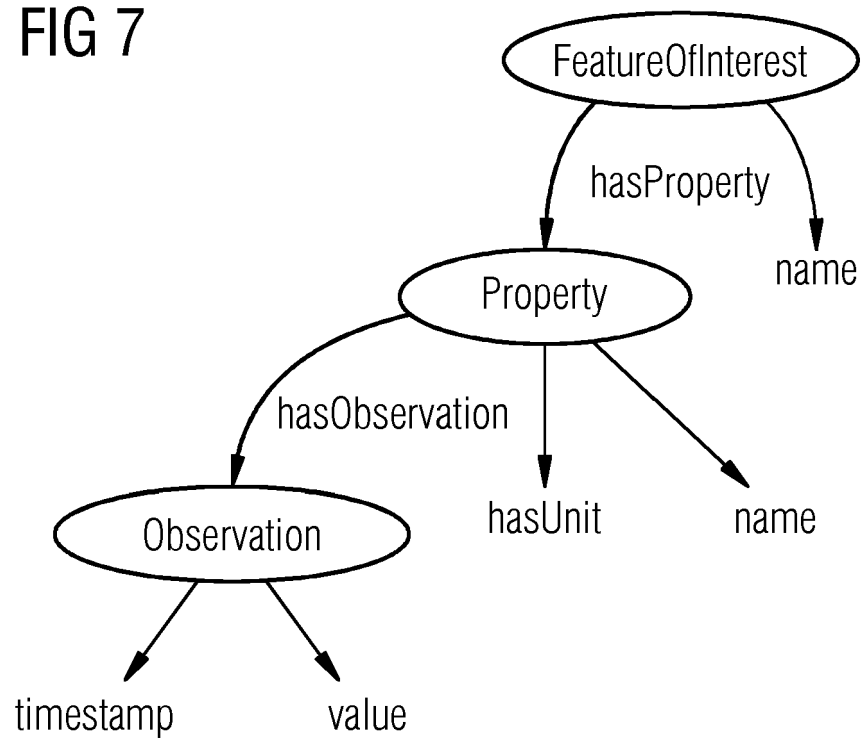 FIG 7
FeatureOfInterest
hasProperty
name
Property
hasObservation
hasUnit
name
Observation
timestamp
value